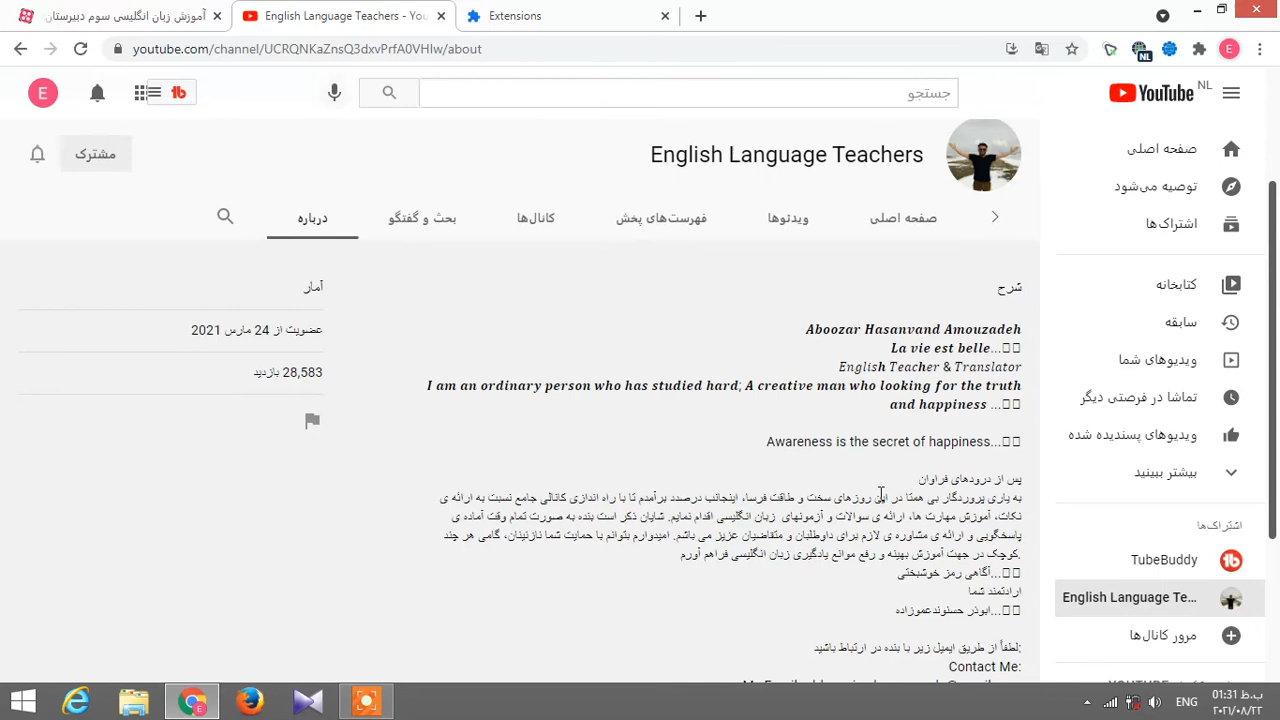 آموزش زبان انگلیسی سوم دبیرستان
English Language Teachers - You
Extensions
youtube.com/channel/UCRQNKaZnsQ3dxvPrfA0VHIw/about
NL
E
E
جستجو
YouTube NL
مشترک
English Language Teachers
صفحه اصلی
ویدئوها
فهرست‌های پخش
کانال‌ها
بحث و گفتگو
درباره
شرح
Aboozar Hasanvand Amouzadeh
La vie est belle...
English Teacher & Translator
I am an ordinary person who has studied hard; A creative man who looking for the truth
and happiness ...
Awareness is the secret of happiness...
پس از درودهای فراوان
به یاری پروردگار بی همتا در این روزهای سخت و طاقت فرسا، اینجانب درصدد برآمدم تا با راه اندازی کانالی جامع نسبت به ارائه ی
نکات، آموزش مهارت ها، ارائه ی سوالات و آزمونهای زبان انگلیسی اقدام نمایم. شایان ذکر است بنده به صورت تمام وقت آماده ی
پاسخگویی و ارائه ی مشاوره ی لازم برای داوطلبان و متقاضیان عزیز می باشم. امیدوارم بتوانم با حمایت شما نازنینان، گامی هر چند
کوچک در جهت آموزش بهینه و رفع موانع یادگیری زبان انگلیسی فراهم آورم.
آگاهی رمز خوشبختی...
ارادتمند شما
ابوذر حسنوندعموزاده...
لطفاً از طریق ایمیل زیر با بنده در ارتباط باشید:
Contact Me:
آمار
عضویت از 24 مارس 2021
28,583 بازدید
صفحه اصلی
توصیه می‌شود
اشتراک‌ها
کتابخانه
سابقه
ویدیوهای شما
تماشا در فرصتی دیگر
ویدیوهای پسندیده شده
بیشتر ببینید
اشتراک‌ها
TubeBuddy
English Language Te...
مرور کانال‌ها
ENG
01:31 ب.ظ
۲۰۲۱/۰۸/۲۲